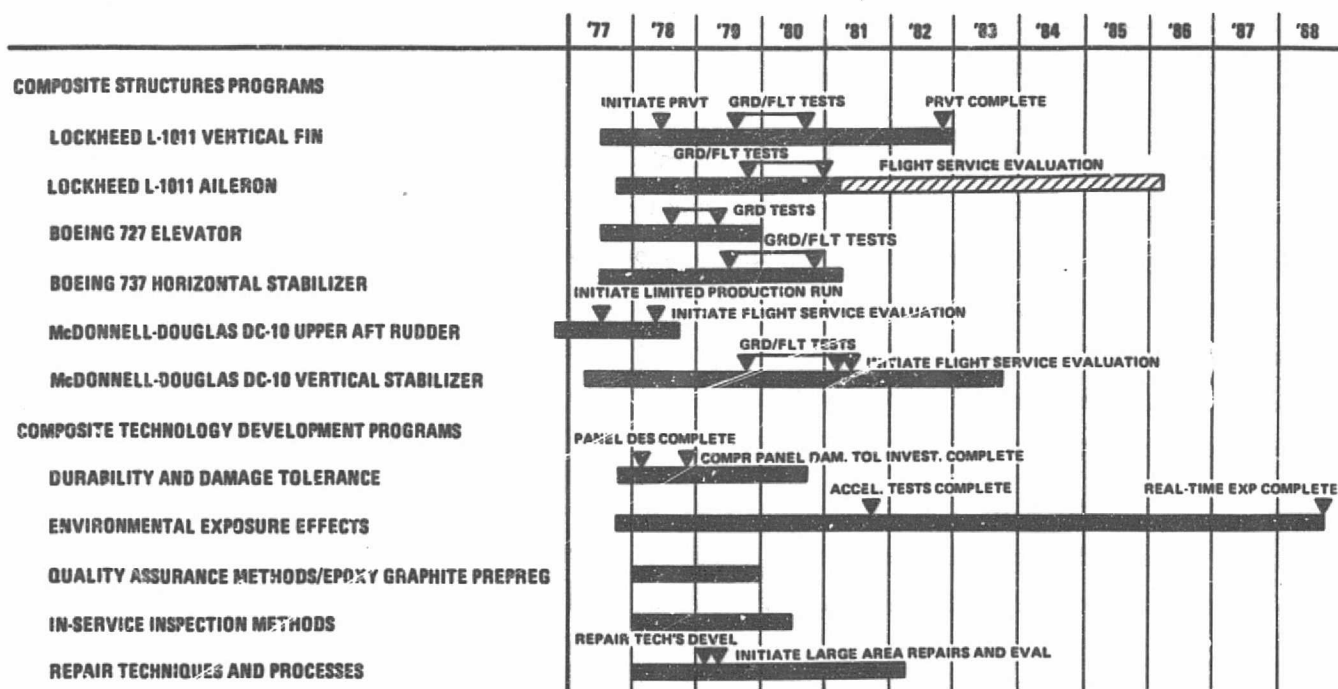 '77 '78 '79 '80 '81 '82 '83 '84 '85 '86 '87 '88
COMPOSITE STRUCTURES PROGRAMS
INITIATE PRVT GRD/FLT TESTS PRVT COMPLETE
LOCKHEED L-1011 VERTICAL FIN
GRD/FLT TESTS FLIGHT SERVICE EVALUATION
LOCKHEED L-1011 AILERON
GRD TESTS
BOEING 727 ELEVATOR
GRD/FLT TESTS
BOEING 737 HORIZONTAL STABILIZER
INITIATE LIMITED PRODUCTION RUN
INITIATE FLIGHT SERVICE EVALUATION
McDONNELL-DOUGLAS DC-10 UPPER AFT RUDDER
GRD/FLT TESTS
INITIATE FLIGHT SERVICE EVALUATION
McDONNELL-DOUGLAS DC-10 VERTICAL STABILIZER
COMPOSITE TECHNOLOGY DEVELOPMENT PROGRAMS
PANEL DES COMPLETE
COMPR PANEL DAM. TOL INVEST. COMPLETE
DURABILITY AND DAMAGE TOLERANCE
ACCEL. TESTS COMPLETE REAL-TIME EXP COMPLETE
ENVIRONMENTAL EXPOSURE EFFECTS
QUALITY ASSURANCE METHODS/EPOXY GRAPHITE PREPREG
IN-SERVICE INSPECTION METHODS
REPAIR TECH'S DEVEL
INITIATE LARGE AREA REPAIRS AND EVAL
REPAIR TECHNIQUES AND PROCESSES